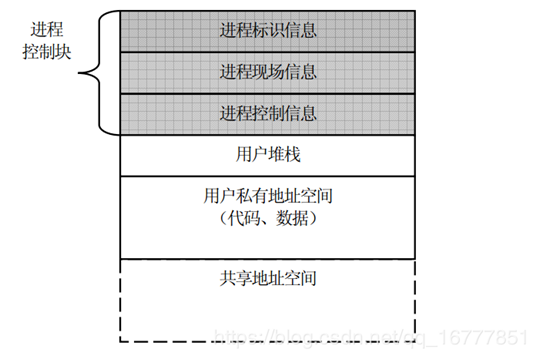 进程
控制块
进程标识信息
进程现场信息
进程控制信息
用户堆栈
用户私有地址空间
（代码、数据）
共享地址空间
https://blog.csdn.net/qq_16777851